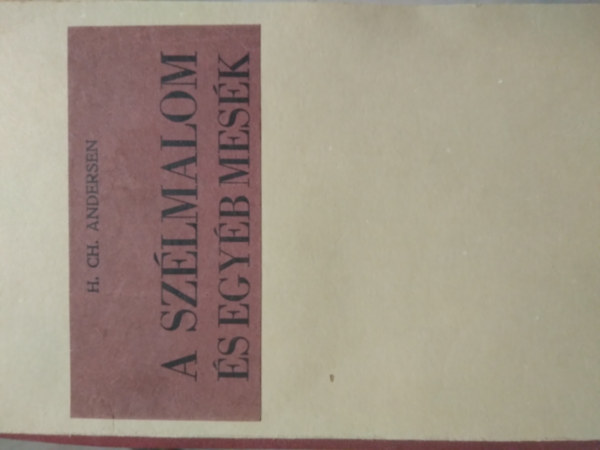 H. CH. ANDERSEN
A SZÉLMALOM
ÉS EGYÉB MESÉK